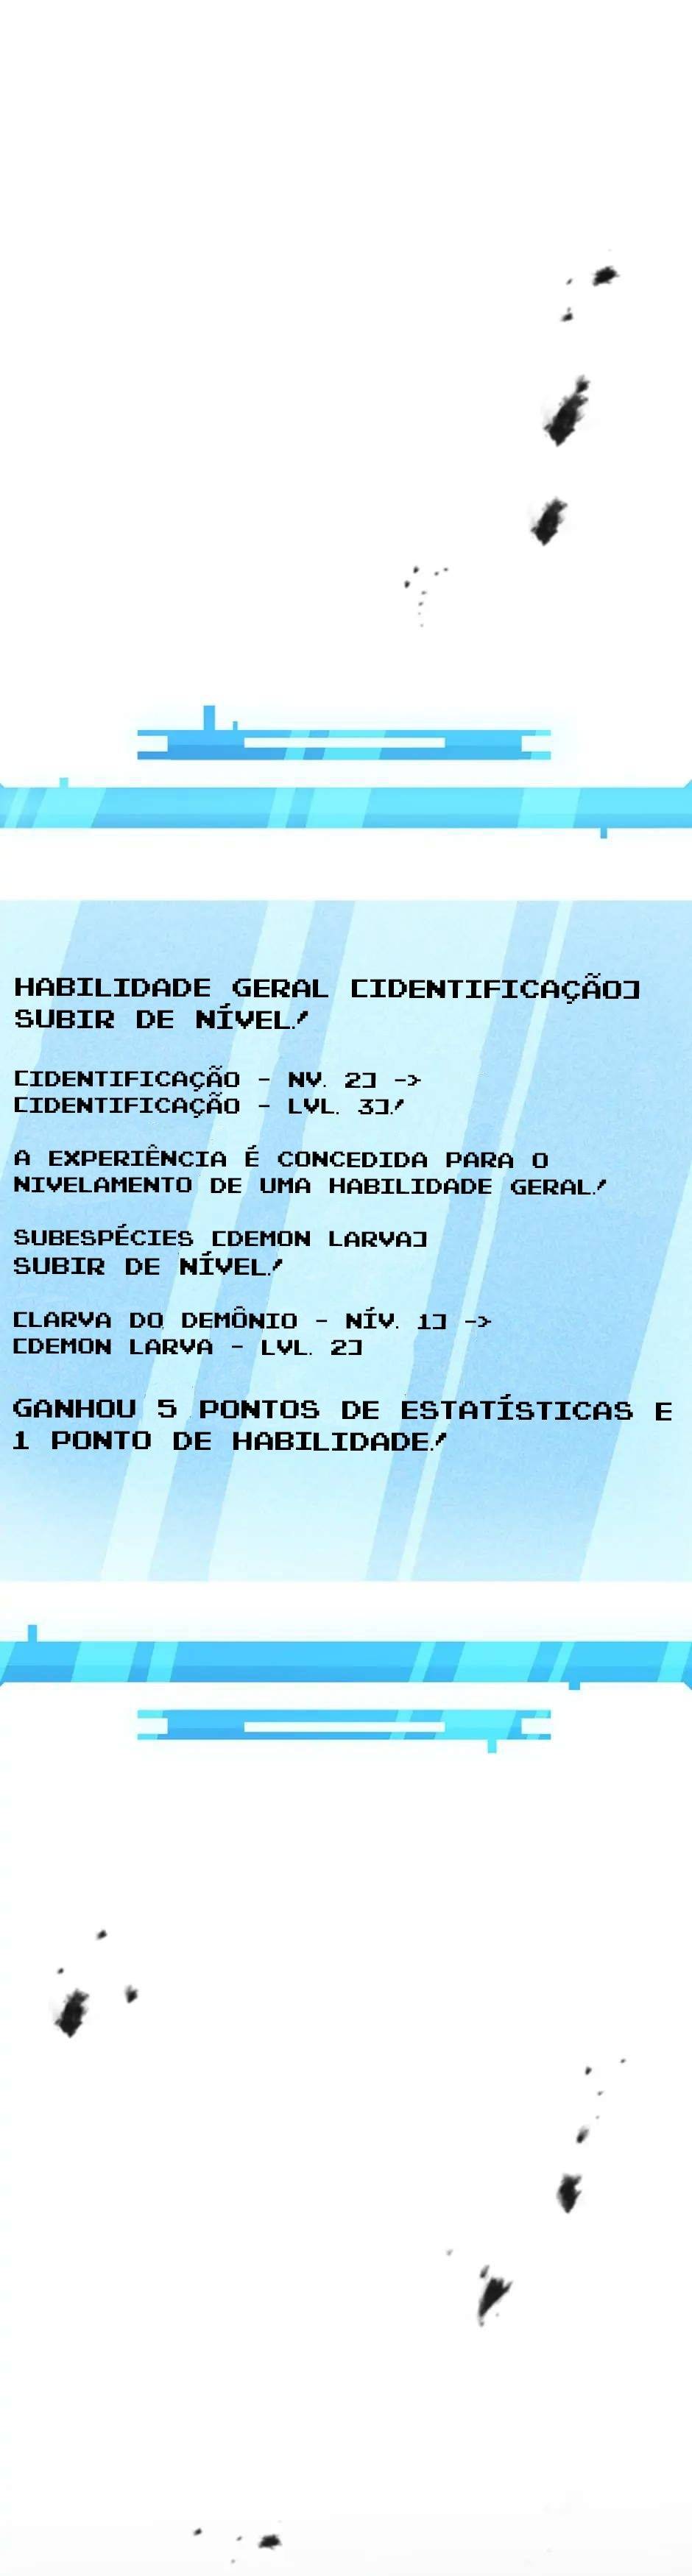 HABILIDADE GERAL [IDENTIFICAÇÃO]
SUBIR DE NÍVEL!
[IDENTIFICAÇÃO - NV. 2] ->
[IDENTIFICAÇÃO - LVL. 3]!
A EXPERIÊNCIA É CONCEDIDA PARA O
NIVELAMENTO DE UMA HABILIDADE GERAL!
SUBESPÉCIES [DEMON LARVA]
SUBIR DE NÍVEL!
[LARVA DO DEMÔNIO - NÍV. 1] ->
[DEMON LARVA - LVL. 2]
GANHOU 5 PONTOS DE ESTATÍSTICAS E
1 PONTO DE HABILIDADE!